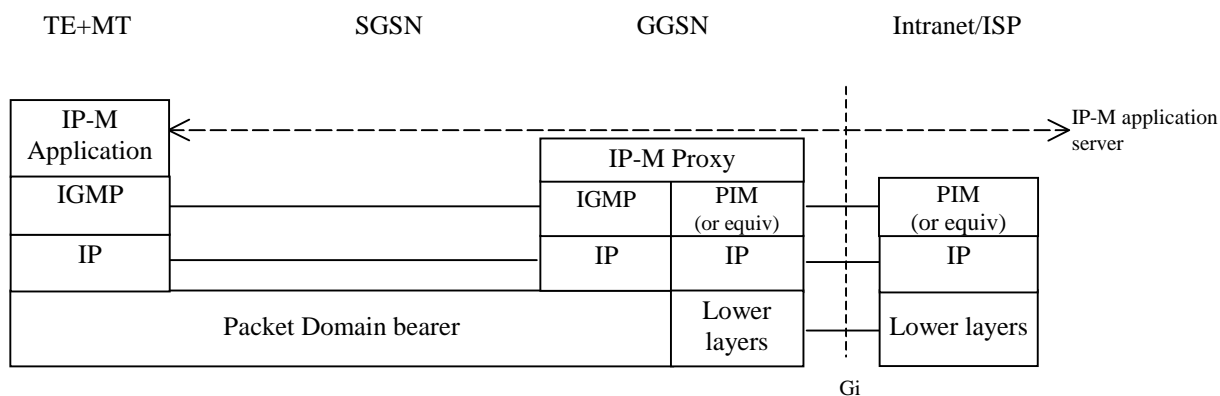 TE+MT SGSN GGSN Intranet/ISP
IP-M
Application
IP-M application
server
IP-M Proxy
IGMP IGMP PIM
(or equiv) PIM
(or equiv)
IP IP IP IP
Packet Domain bearer Lower
layers Lower layers
Gi